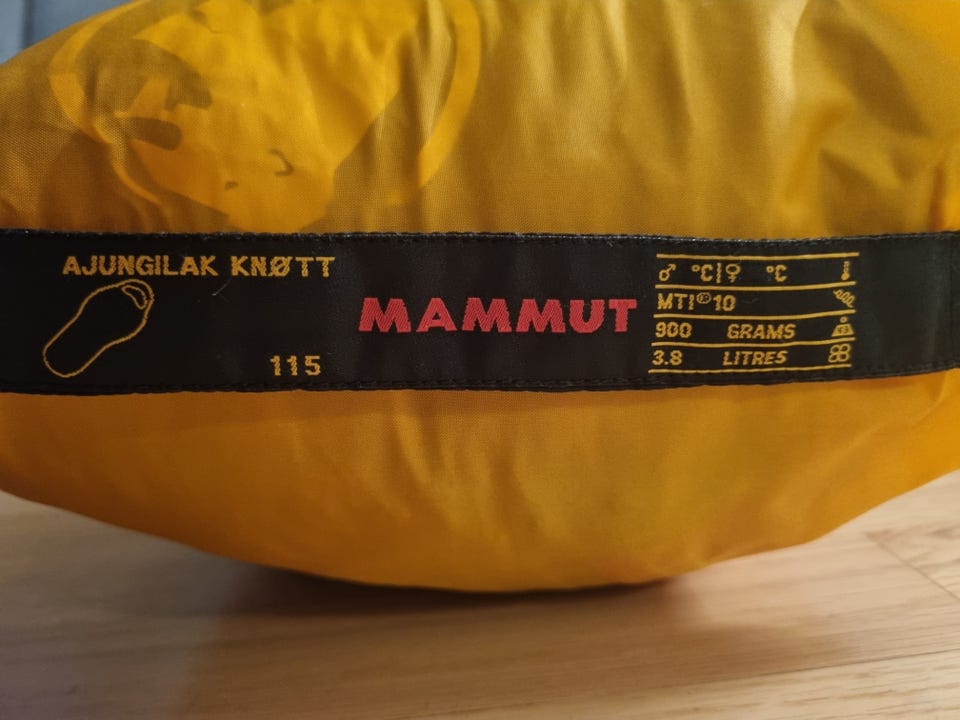 AJUNGILAK KNØTT
115
MAMMUT
♂ °C|♀ °C
MTI® 10
900 GRAMS
3.8 LITRES